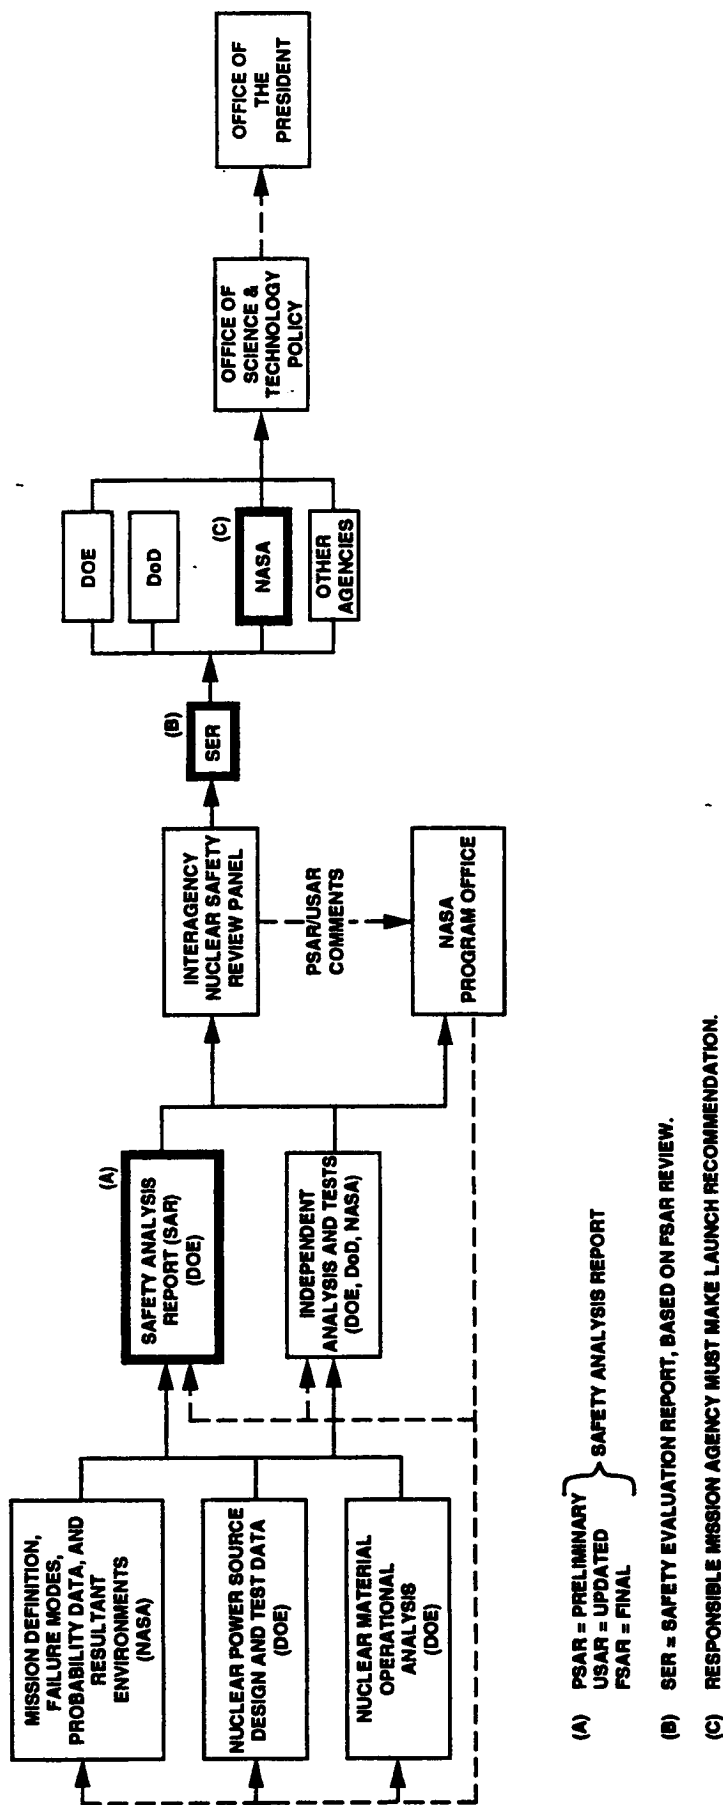 MISSION DEFINITION,
FAILURE MODES,
PROBABILITY DATA, AND
RESULTANT
ENVIRONMENTS
(NASA)
NUCLEAR POWER SOURCE
DESIGN AND TEST DATA
(DOE)
NUCLEAR MATERIAL
OPERATIONAL
ANALYSIS
(DOE)
(A)
SAFETY ANALYSIS
REPORT (SAR)
(DOE)
INDEPENDENT
ANALYSIS AND TESTS
(DOE, DoD, NASA)
INTERAGENCY
NUCLEAR SAFETY
REVIEW PANEL
PSAR/USAR
COMMENTS
NASA
PROGRAM OFFICE
(B)
SER
DOE
DoD
(C)
NASA
OTHER
AGENCIES
OFFICE OF
SCIENCE &
TECHNOLOGY
POLICY
OFFICE OF
THE
PRESIDENT
(A) PSAR = PRELIMINARY
USAR = UPDATED
FSAR = FINAL
SAFETY ANALYSIS REPORT
(B) SER = SAFETY EVALUATION REPORT, BASED ON FSAR REVIEW.
(C) RESPONSIBLE MISSION AGENCY MUST MAKE LAUNCH RECOMMENDATION.